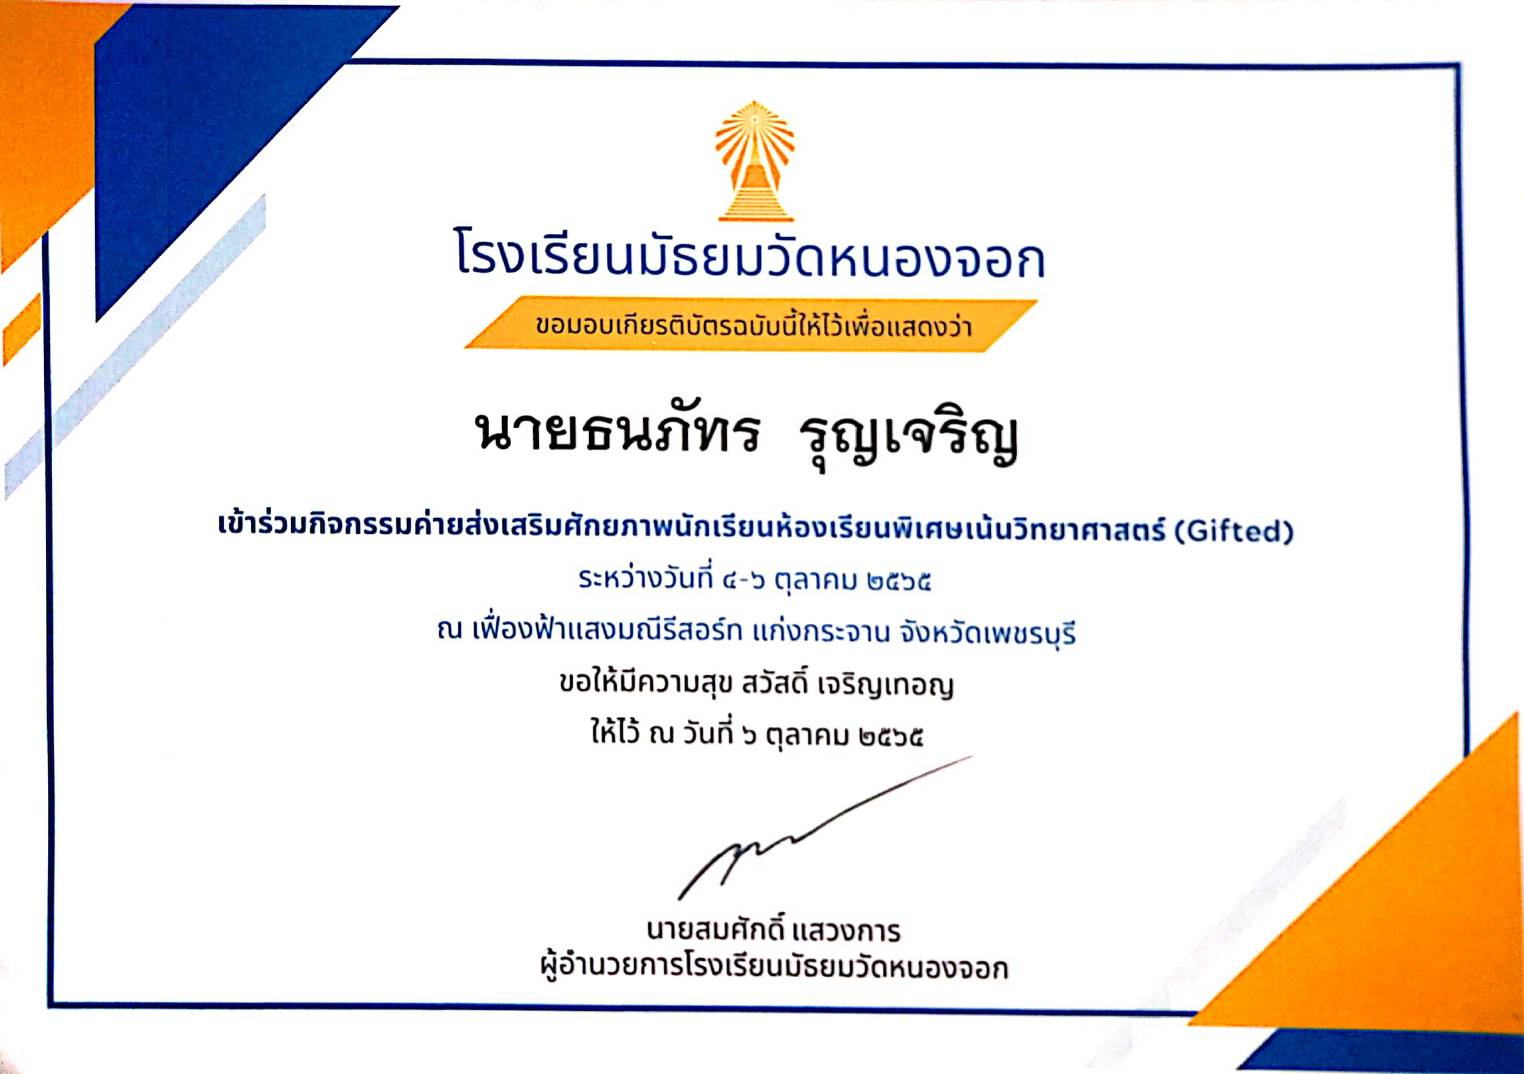 โรงเรียนมัธยมวัดหนองจอก
ขอมอบเกียรติบัตรฉบับนี้ให้ไว้เพื่อแสดงว่า
นายธนภัทร รุญเจริญ
เข้าร่วมกิจกรรมค่ายส่งเสริมศักยภาพนักเรียนห้องเรียนพิเศษเน้นวิทยาศาสตร์ (Gifted)
ระหว่างวันที่ ๔-๖ ตุลาคม ๒๕๖๕
ณ เฟื่องฟ้าแสงมณีรีสอร์ท แก่งกระจาน จังหวัดเพชรบุรี
ขอให้มีความสุข สวัสดิ์ เจริญเทอญ
ให้ไว้ ณ วันที่ ๖ ตุลาคม ๒๕๖๕
นายสมศักดิ์ แสวงการ
ผู้อำนวยการโรงเรียนมัธยมวัดหนองจอก